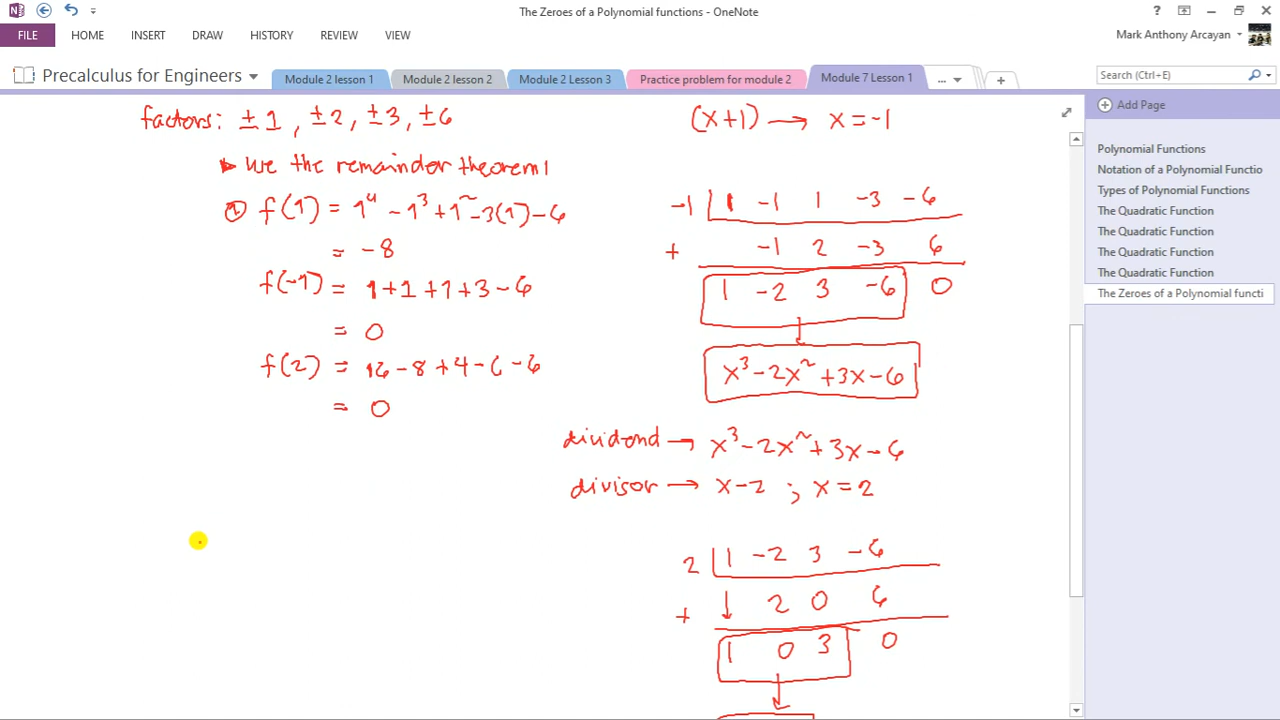 The Zeroes of a Polynomial functions - OneNote
FILE HOME INSERT DRAW HISTORY REVIEW VIEW
Mark Anthony Arcayan
Precalculus for Engineers
Module 2 lesson 1
Module 2 lesson 2
Module 2 Lesson 3
Practice problem for module 2
Module 7 Lesson 1
...
Search (Ctrl+E)
Add Page
Polynomial Functions
Notation of a Polynomial Functio
Types of Polynomial Functions
The Quadratic Function
The Quadratic Function
The Quadratic Function
The Quadratic Function
The Zeroes of a Polynomial functi
factors: ±1, ±2, ±3, ±6
the remainder theorem!
f(1) = 1⁴ - 1³ + 1² - 3(1) - 6
= -8
f(-1) = 1+1+1+3-6
= 0
f(2) = 16-8+4-6-6
= 0
(x+1) → x=-1
-1 | 1 -1 1 -3 -6
+ -1 2 -3 6
1 -2 3 -6 0
x³-2x²+3x-6
dividend → x³-2x²+3x-6
divisor → x-2 ; x=2
2 | 1 -2 3 -6
+ ↓ 2 0 6
1 0 3 0